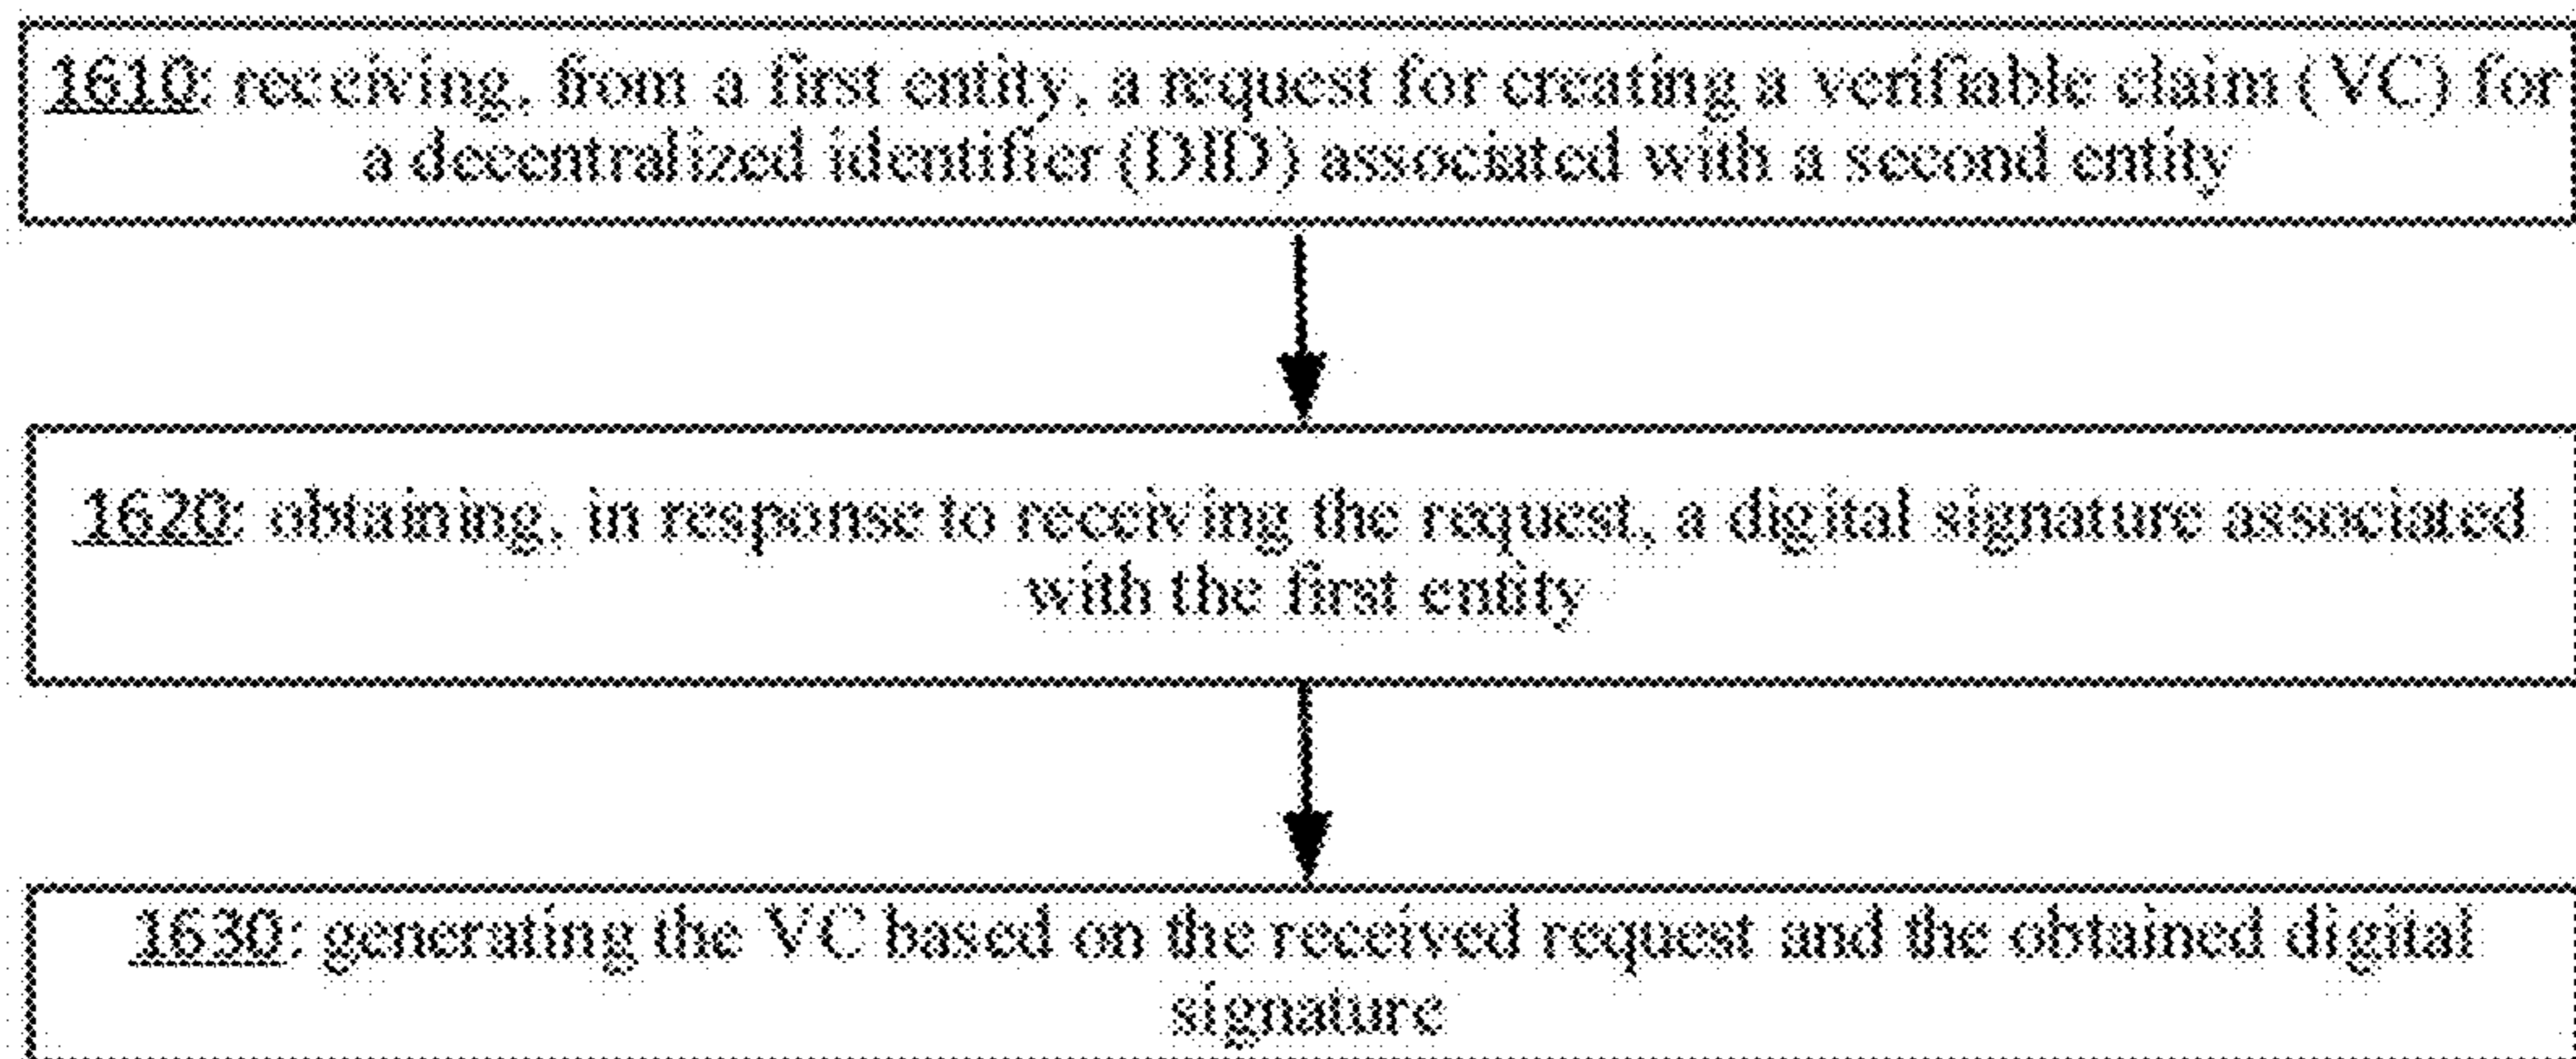 1610: receiving, from a first entity, a request for creating a verifiable claim (VC) for
a decentralized identifier (DID) associated with a second entity
1620: obtaining, in response to receiving the request, a digital signature associated
with the first entity
1630: generating the VC based on the received request and the obtained digital
signature